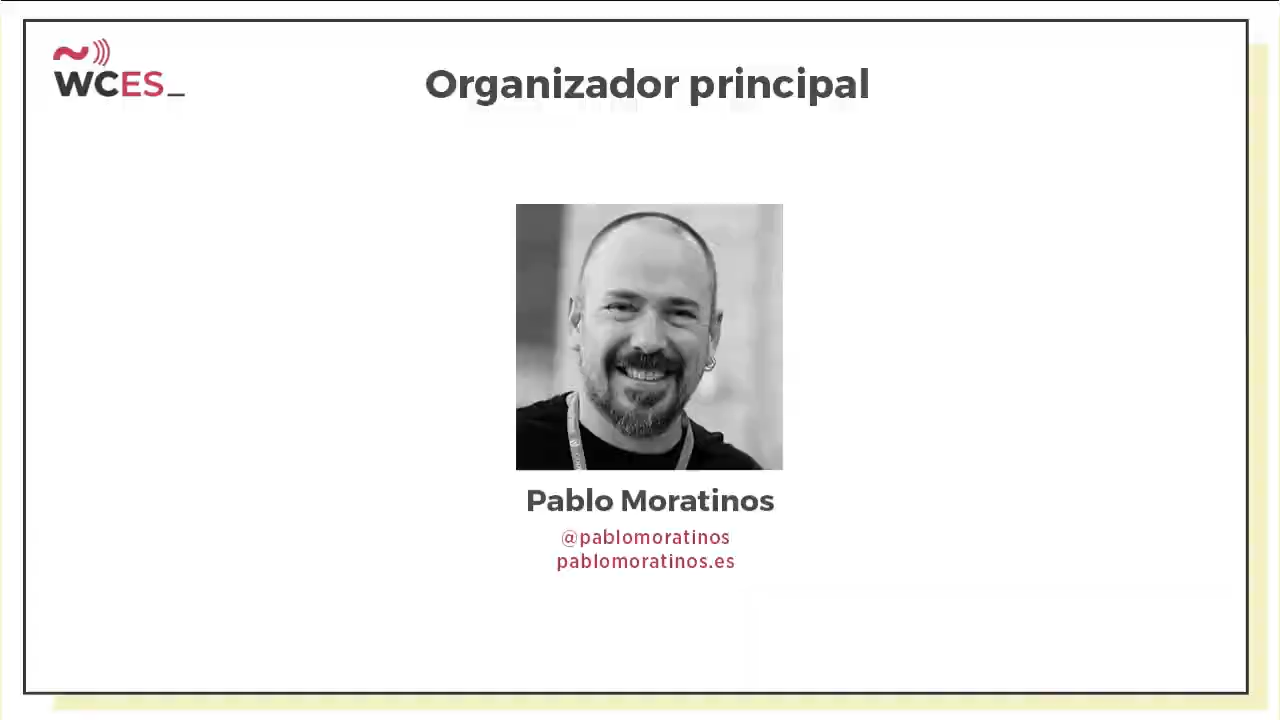 WCES_
Organizador principal
Pablo Moratinos
@pablomoratinos
pablomoratinos.es